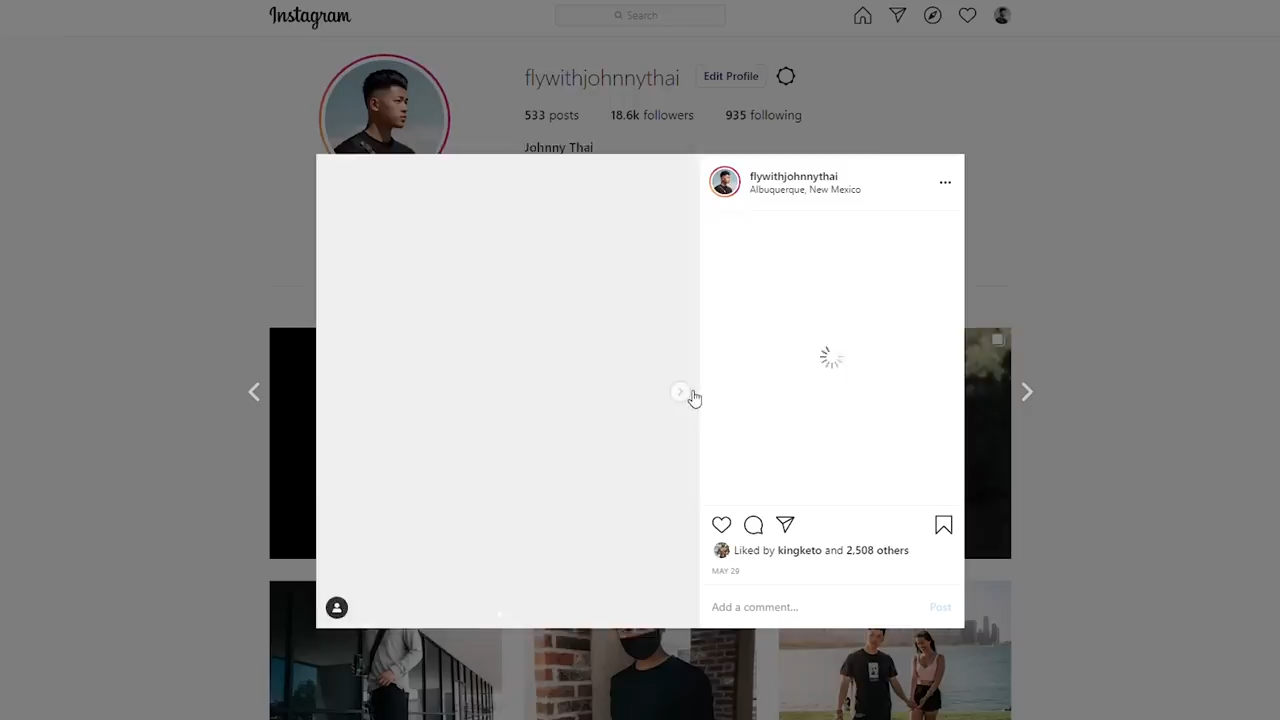 Instagram
Search
flywithjohnnythai Edit Profile
533 posts 18.6k followers 935 following
Johnny Thai
flywithjohnnythai
Albuquerque, New Mexico
Liked by kingketo and 2,508 others
MAY 29
Add a comment... Post